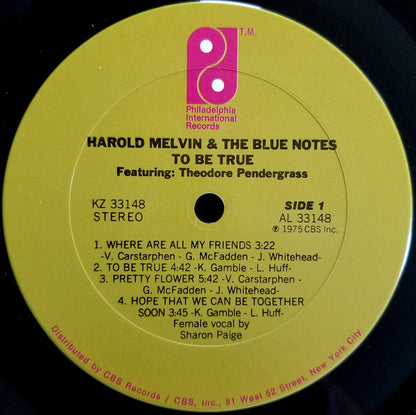 T.M.
Philadelphia
International
Records
HAROLD MELVIN & THE BLUE NOTES
TO BE TRUE
Featuring: Theodore Pendergrass
KZ 33148
STEREO
SIDE 1
AL 33148
℗ 1975 CBS Inc.
1. WHERE ARE ALL MY FRIENDS 3:22
-V. Carstarphen - G. McFadden - J. Whitehead-
2. TO BE TRUE 4:42 -K. Gamble - L. Huff-
3. PRETTY FLOWER 5:42 -V. Carstarphen -
G. McFadden - J. Whitehead-
4. HOPE THAT WE CAN BE TOGETHER
SOON 3:45 -K. Gamble - L. Huff-
Female vocal by
Sharon Paige
Distributed by CBS Records / CBS, Inc., 51 West 52 Street, New York City